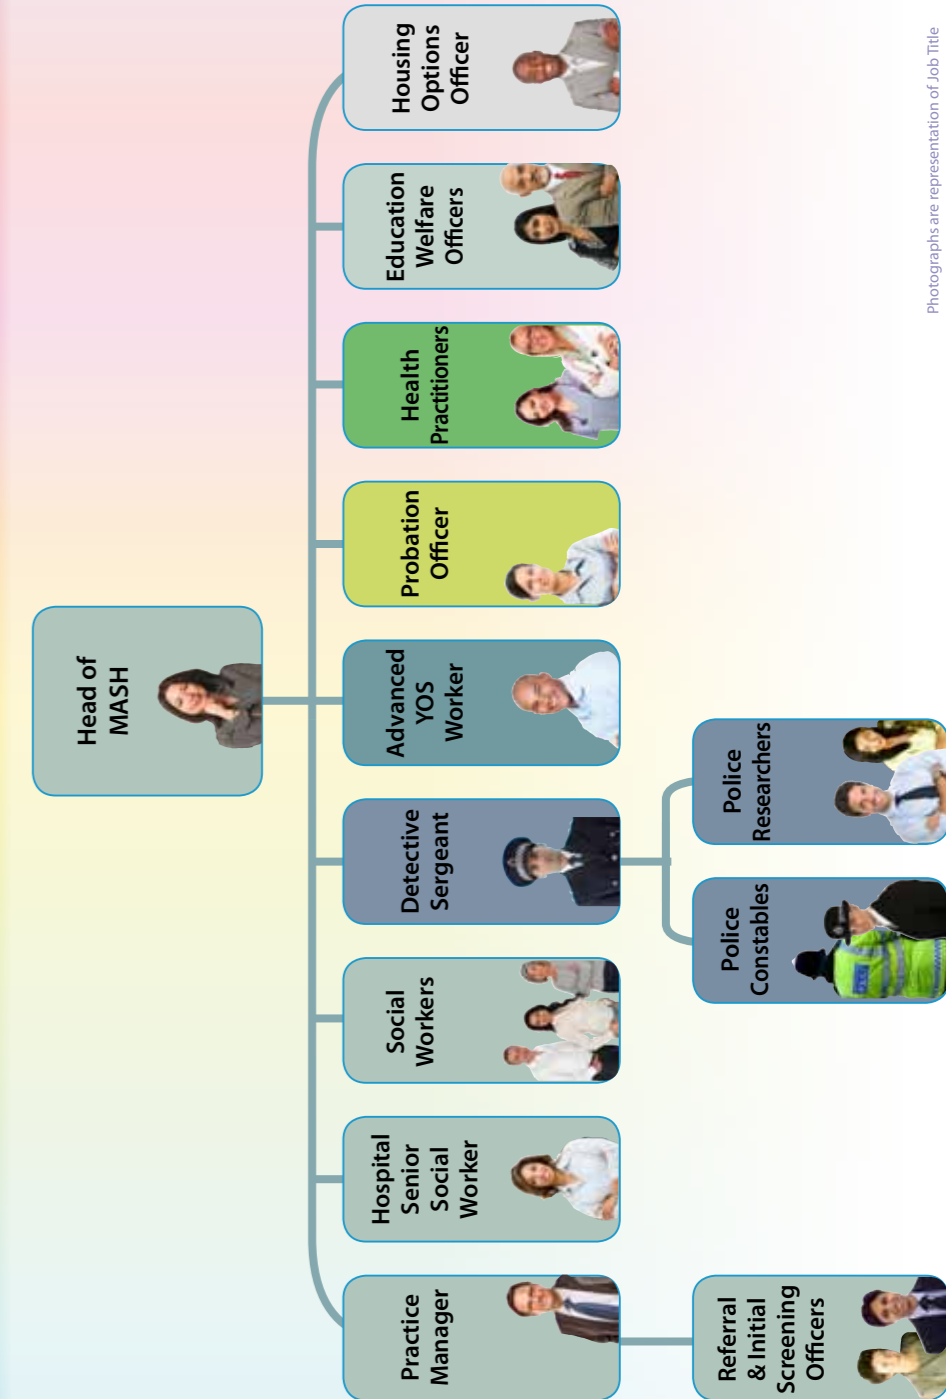 Head of
MASH
Practice
Manager
Hospital
Senior
Social
Worker
Social
Workers
Detective
Sergeant
Advanced
YOS
Worker
Probation
Officer
Health
Practitioners
Education
Welfare
Officers
Housing
Options
Officer
Referral
& Initial
Screening
Officers
Police
Constables
Police
Researchers
Photographs are representation of Job Title